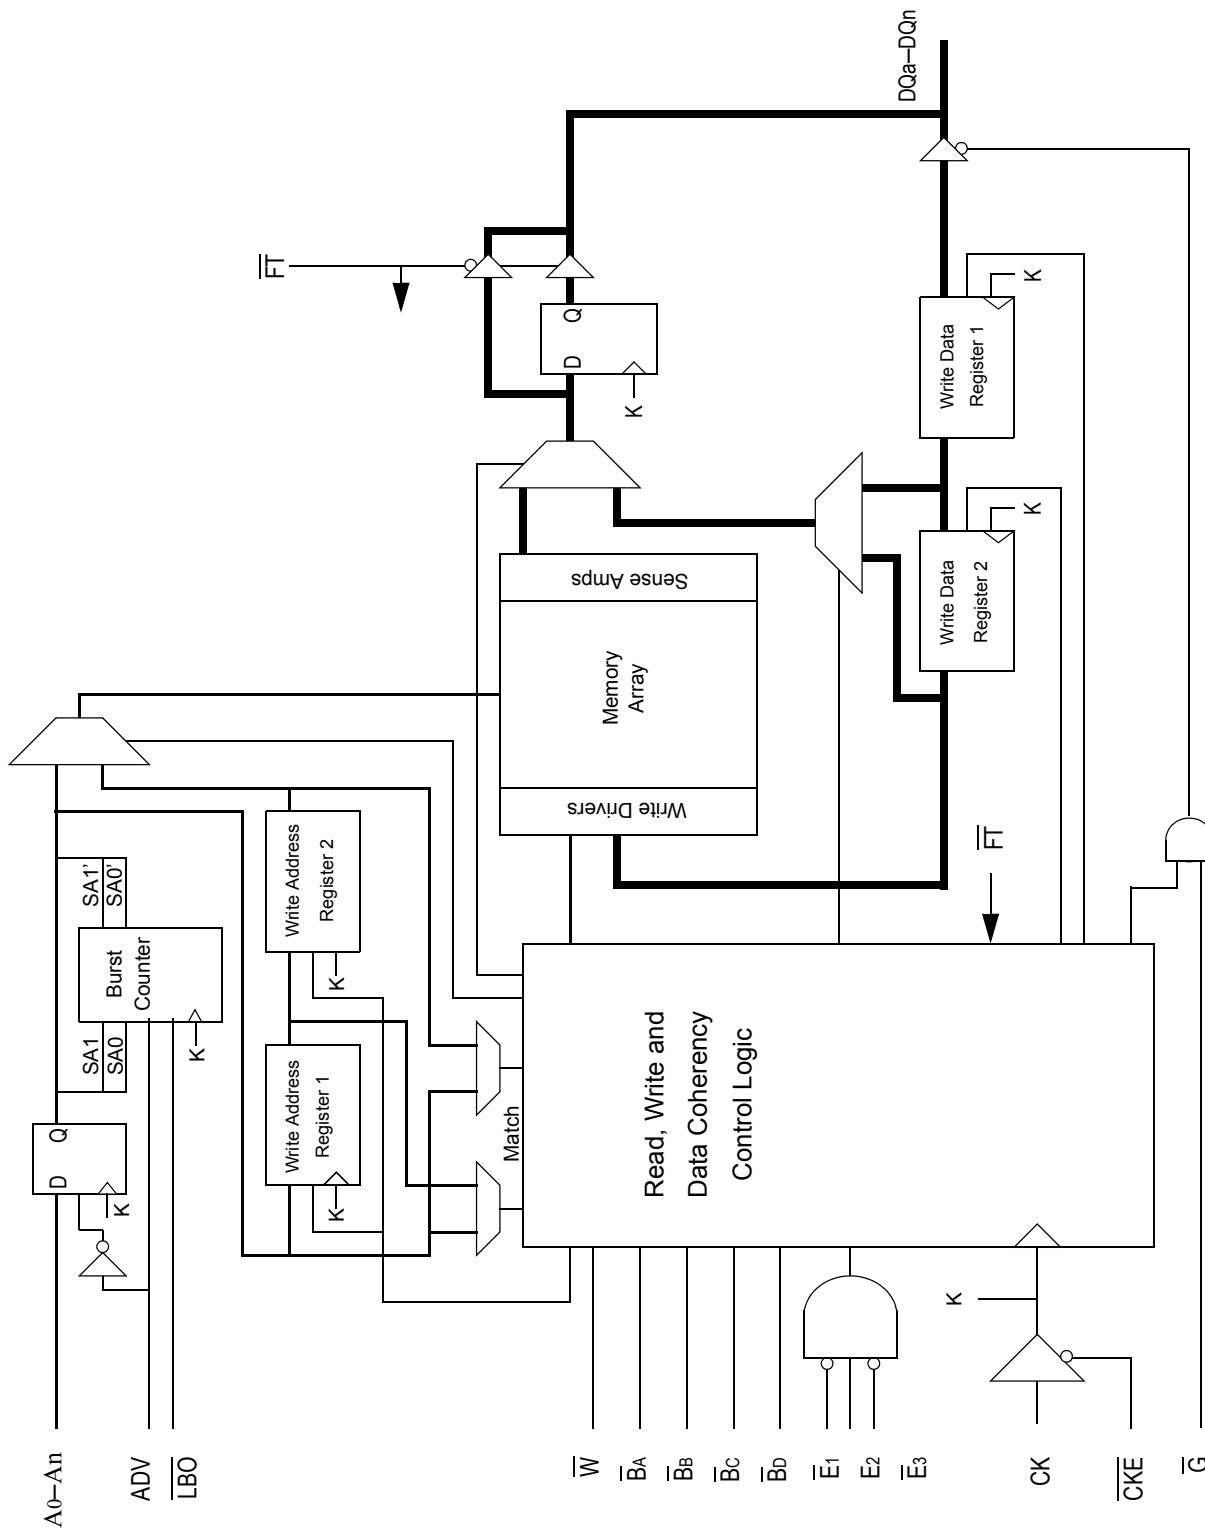 A0–An
D
Q
K
SA1
SA0
Burst
Counter
SA1'
SA0'
ADV
LBO
K
Write Address
Register 1
K
Write Address
Register 2
K
FT
Match
D
Q
K
Memory
Array
Write Drivers
Sense Amps
W
BA
BB
BC
BD
E1
E2
E3
Read, Write and
Data Coherency
Control Logic
FT
Write Data
Register 2
K
Write Data
Register 1
K
DQa–DQn
K
CK
CKE
G